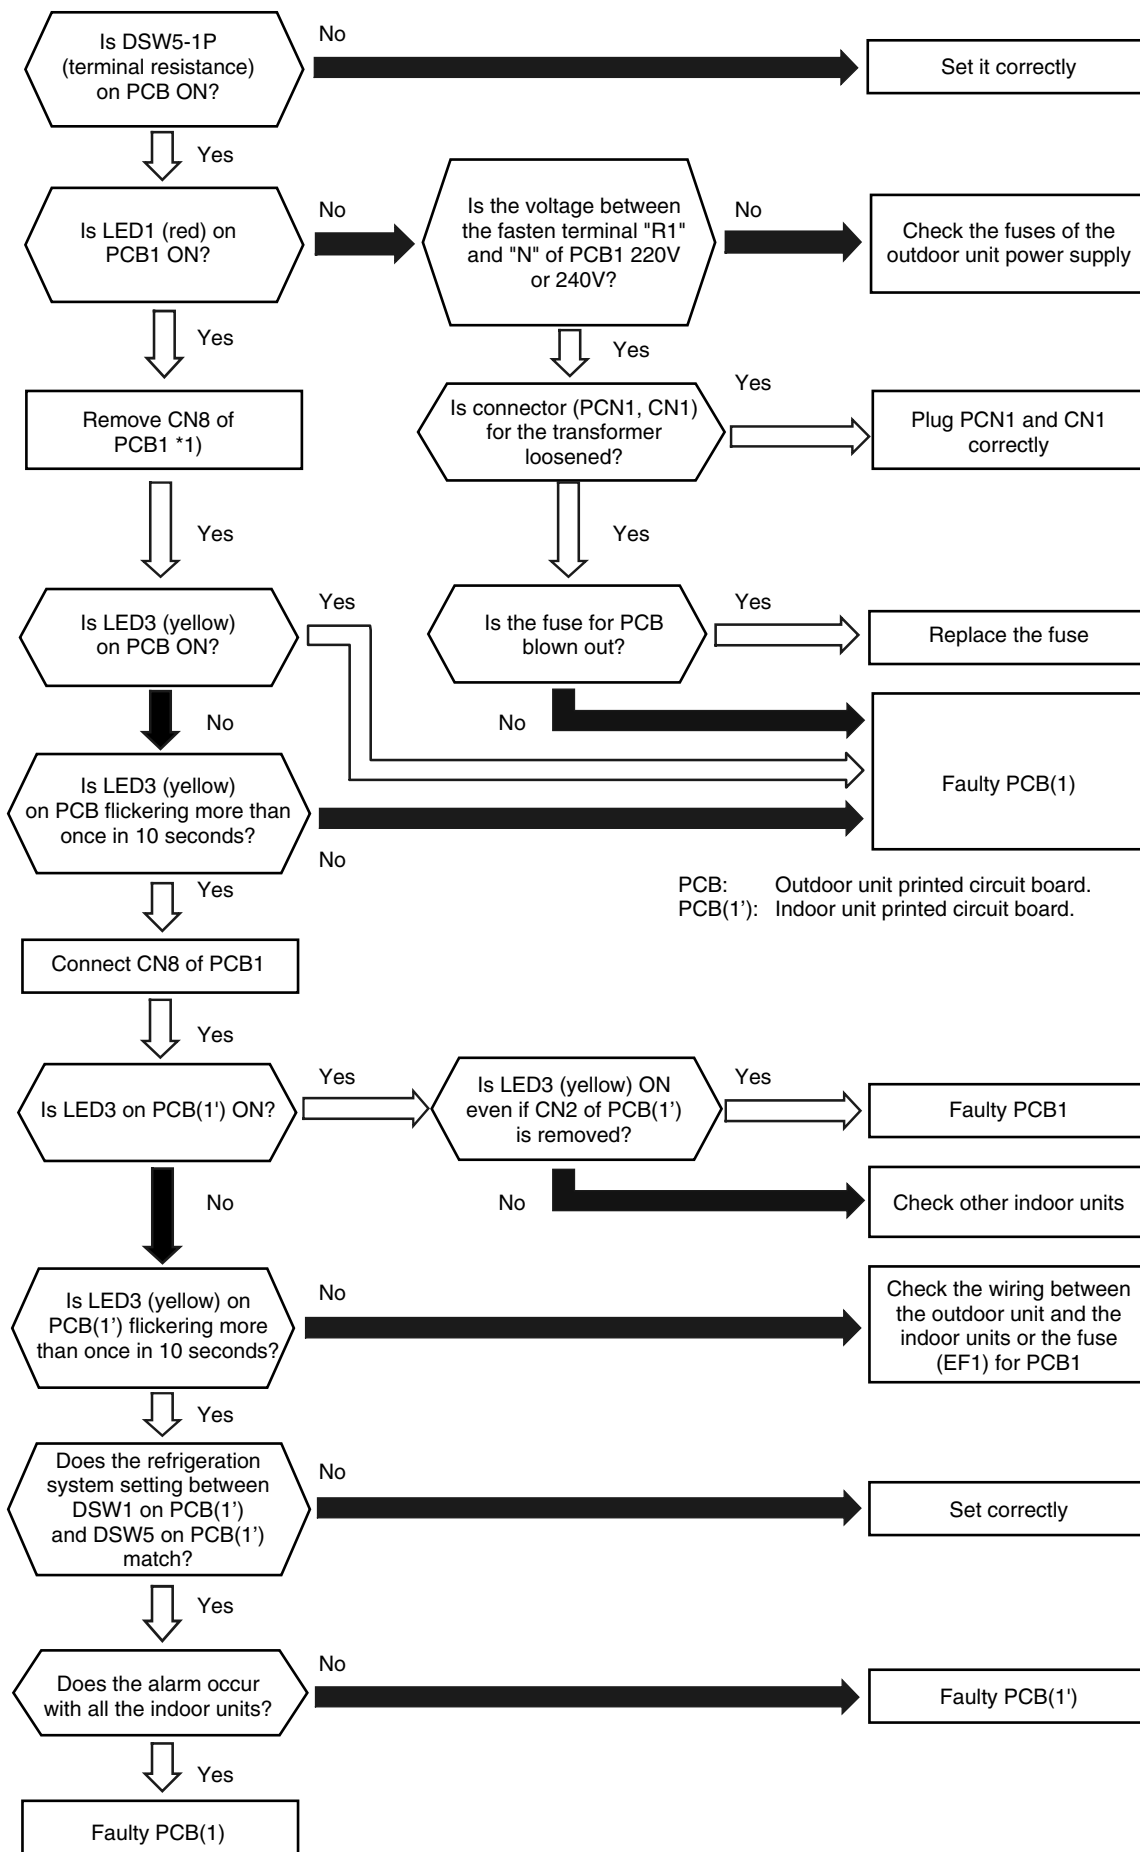 Is DSW5-1P
(terminal resistance)
on PCB ON?
No
Set it correctly
Yes
Is LED1 (red) on
PCB1 ON?
No
Is the voltage between
the fasten terminal "R1"
and "N" of PCB1 220V
or 240V?
No
Check the fuses of the
outdoor unit power supply
Yes
Yes
Remove CN8 of
PCB1 *1)
Is connector (PCN1, CN1)
for the transformer
loosened?
Yes
Plug PCN1 and CN1
correctly
Yes
Yes
Is LED3 (yellow)
on PCB ON?
Yes
Is the fuse for PCB
blown out?
Yes
Replace the fuse
No
No
Faulty PCB(1)
Is LED3 (yellow)
on PCB flickering more than
once in 10 seconds?
No
Yes
PCB: Outdoor unit printed circuit board.
PCB(1’): Indoor unit printed circuit board.
Connect CN8 of PCB1
Yes
Is LED3 on PCB(1') ON?
Yes
Is LED3 (yellow) ON
even if CN2 of PCB(1’)
is removed?
Yes
Faulty PCB1
No
No
Check other indoor units
Is LED3 (yellow) on
PCB(1’) flickering more
than once in 10 seconds?
No
Check the wiring between
the outdoor unit and the
indoor units or the fuse
(EF1) for PCB1
Yes
Does the refrigeration
system setting between
DSW1 on PCB(1’)
and DSW5 on PCB(1’)
match?
No
Set correctly
Yes
Does the alarm occur
with all the indoor units?
No
Faulty PCB(1')
Yes
Faulty PCB(1)